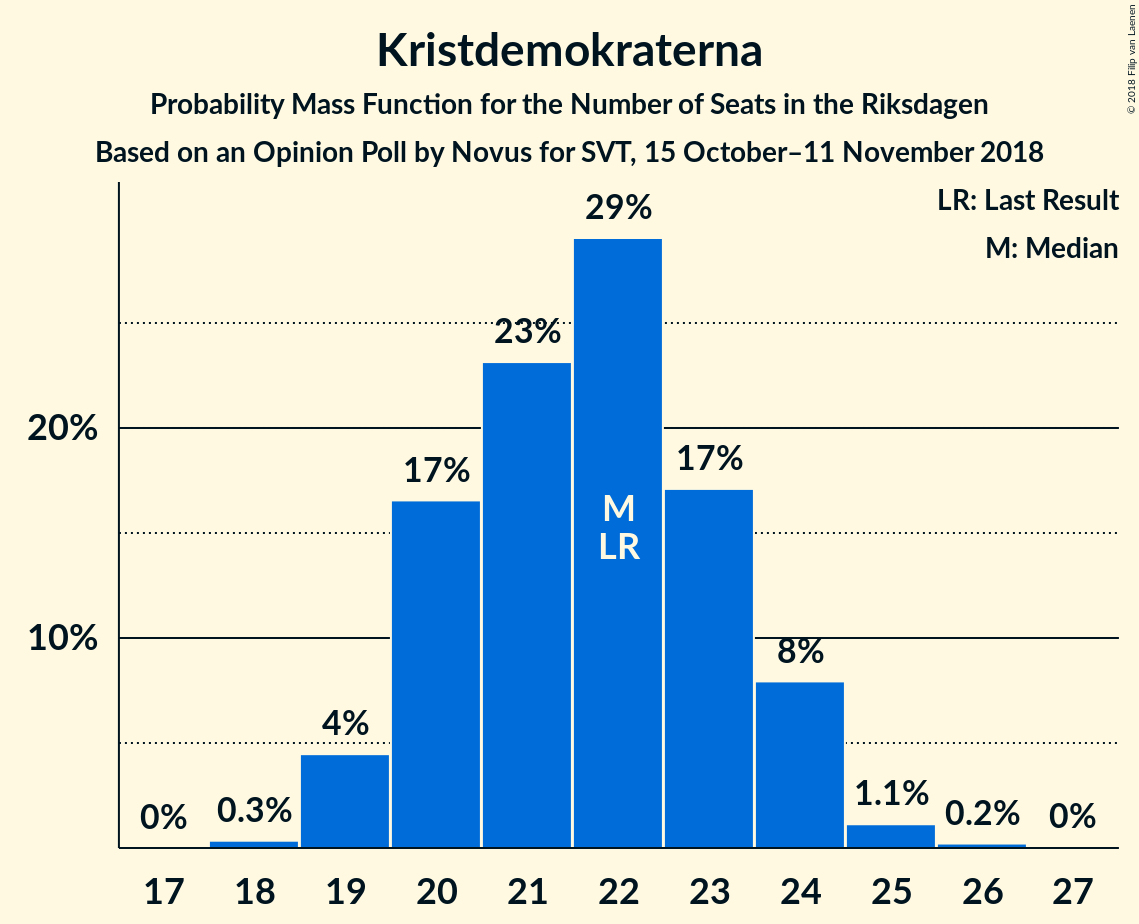 Kristdemokraterna
Probability Mass Function for the Number of Seats in the Riksdagen
Based on an Opinion Poll by Novus for SVT, 15 October–11 November 2018
© 2018 Filip van Laenen
LR: Last Result
M: Median
29%
23%
20%
17%
17%
M
LR
10%
8%
4%
1.1%
0.3%
0.2%
0%
0%
17 18 19 20 21 22 23 24 25 26 27